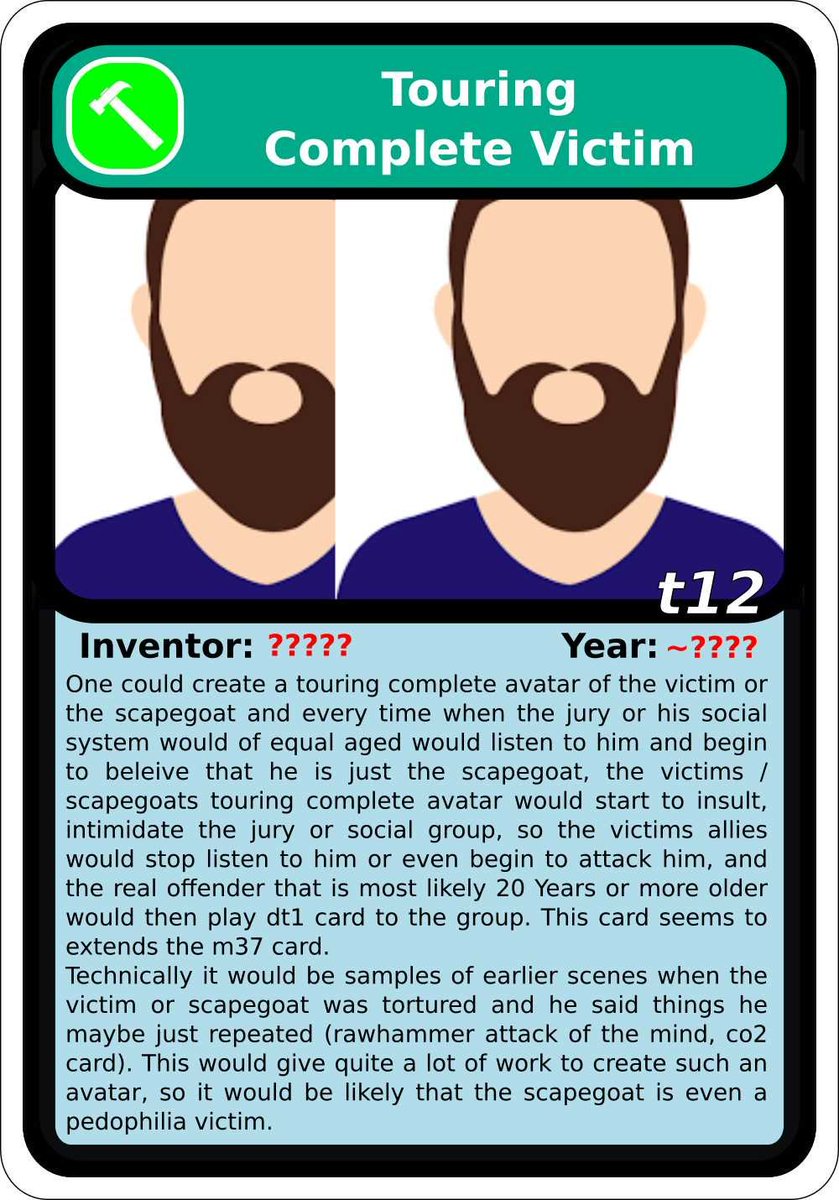 Touring
Complete Victim
t12
Inventor: ?????
Year: ~????
One could create a touring complete avatar of the victim or
the scapegoat and every time when the jury or his social
system would of equal aged would listen to him and begin
to beleive that he is just the scapegoat, the victims /
scapegoats touring complete avatar would start to insult,
intimidate the jury or social group, so the victims allies
would stop listen to him or even begin to attack him, and
the real offender that is most likely 20 Years or more older
would then play dt1 card to the group. This card seems to
extends the m37 card.
Technically it would be samples of earlier scenes when the
victim or scapegoat was tortured and he said things he
maybe just repeated (rawhammer attack of the mind, co2
card). This would give quite a lot of work to create such an
avatar, so it would be likely that the scapegoat is even a
pedophilia victim.